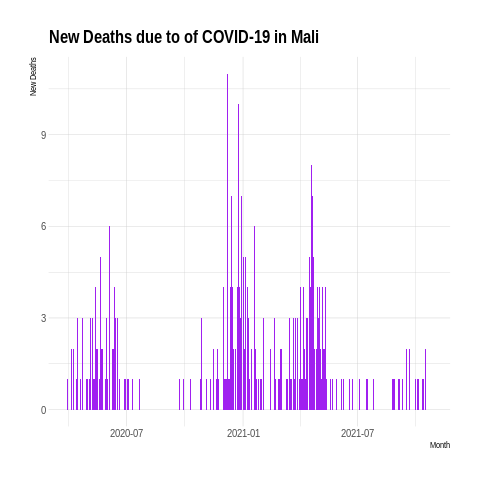 New Deaths due to of COVID-19 in Mali
New Deaths
9
6
3
0
2020-07 2021-01 2021-07
Month